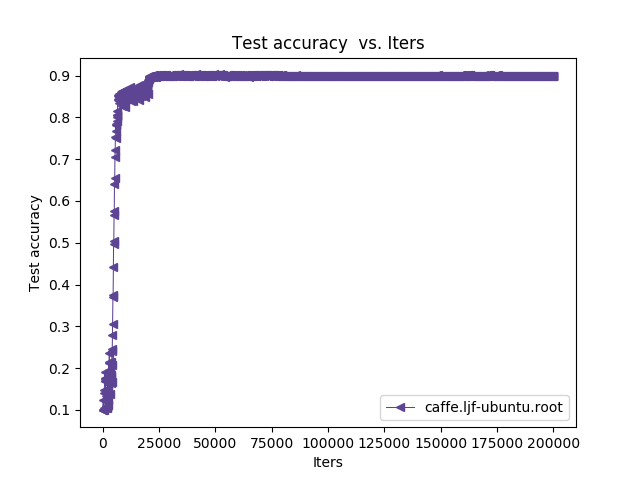 Test accuracy  vs. Iters
Test accuracy
0.9
0.8
0.7
0.6
0.5
0.4
0.3
0.2
0.1
caffe.ljf-ubuntu.root
0 25000 50000 75000 100000 125000 150000 175000 200000
Iters